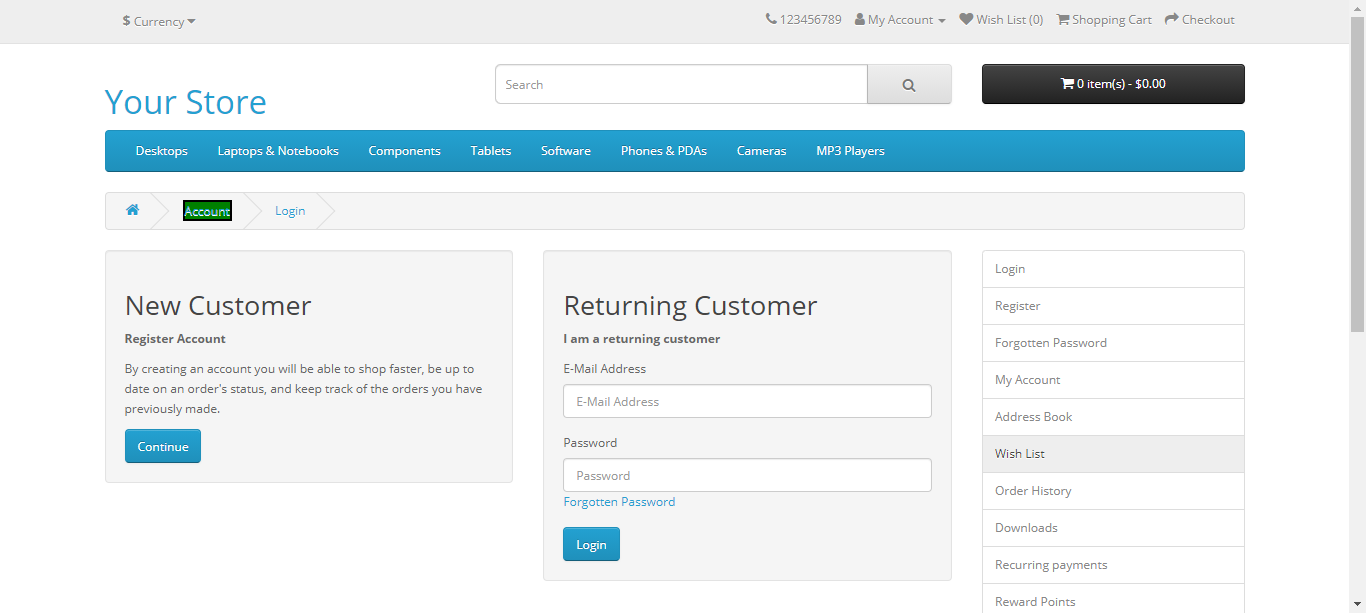 $ Currency
123456789 My Account Wish List (0) Shopping Cart Checkout
Your Store
Search
0 item(s) - $0.00
Desktops Laptops & Notebooks Components Tablets Software Phones & PDAs Cameras MP3 Players
Account Login
New Customer
Register Account
By creating an account you will be able to shop faster, be up to
date on an order's status, and keep track of the orders you have
previously made.
Continue
Returning Customer
I am a returning customer
E-Mail Address
E-Mail Address
Password
Password
Forgotten Password
Login
Login
Register
Forgotten Password
My Account
Address Book
Wish List
Order History
Downloads
Recurring payments
Reward Points